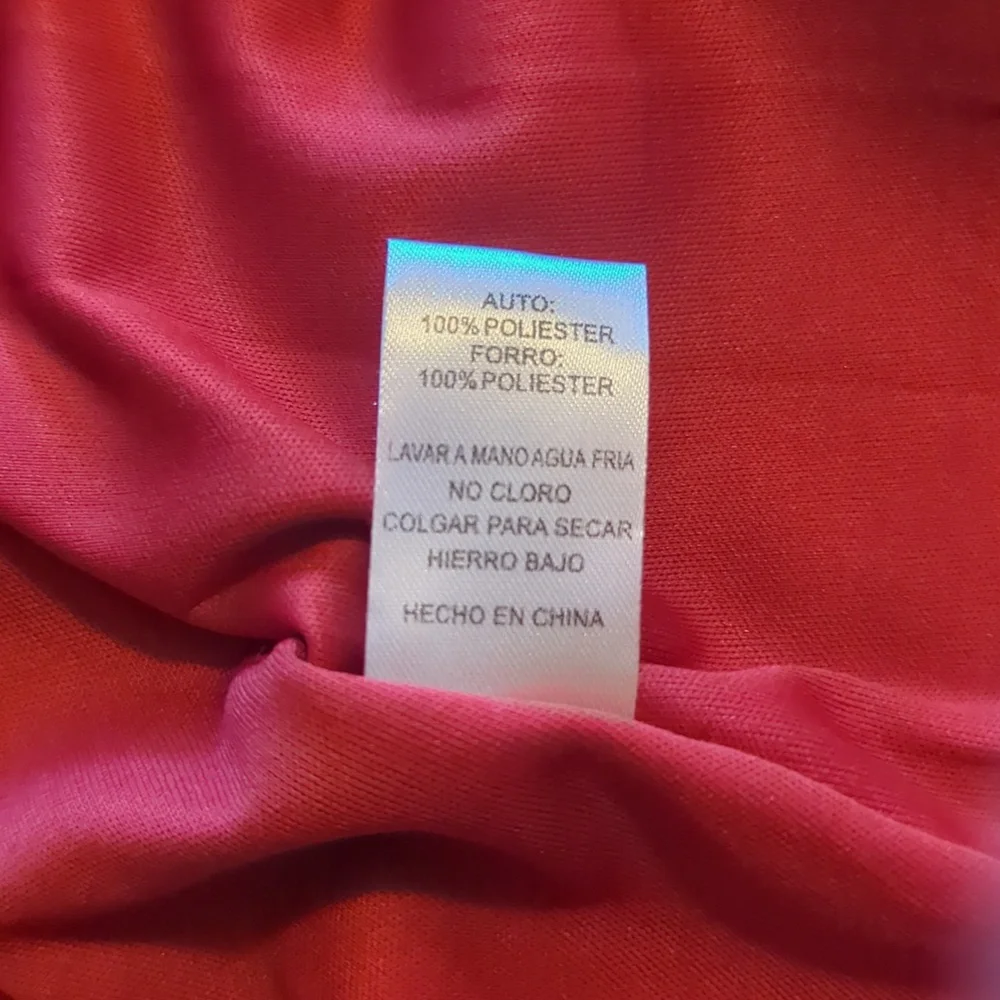 AUTO:
100% POLIESTER
FORRO:
100% POLIESTER
LAVAR A MANO AGUA FRIA
NO CLORO
COLGAR PARA SECAR
HIERRO BAJO
HECHO EN CHINA